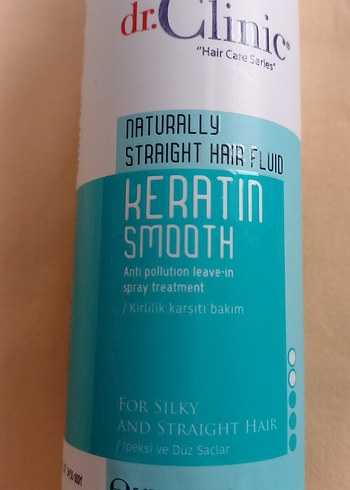 dr.Clinic®
"Hair Care Series"
NATURALLY
STRAIGHT HAIR FLUID
KERATIN
SMOOTH
Anti pollution leave-in
spray treatment
/Kirlilik karşıtı bakım
FOR SILKY
AND STRAIGHT HAIR
/İpeksi ve Düz Saçlar